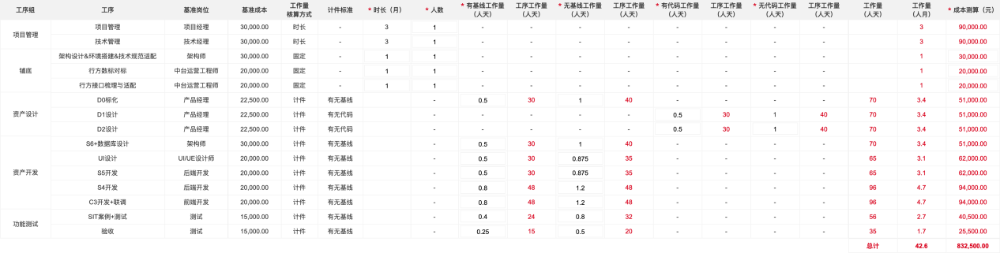 工序组 工序 基准岗位 基准成本 工作量核算方式 计件标准 * 时长（月） * 人数 * 有基线工作量（人天） 工序工作量（人天） * 无基线工作量（人天） 工序工作量（人天） * 有代码工作量（人天） 工序工作量（人天） * 无代码工作量（人天） 工序工作量（人天） 工作量（人天） 工作量（人月） * 成本测算（元）
项目管理 项目管理 项目经理 30,000.00 时长 - 3 1 - - - - - - - - 3 90,000.00
技术管理 技术经理 30,000.00 时长 - 3 1 - - - - - - - - 3 90,000.00
铺底 架构设计&环境搭建&技术规范适配 架构师 30,000.00 固定 - 1 1 - - - - - - - - 1 30,000.00
行方数标对标 中台运营工程师 20,000.00 固定 - 1 1 - - - - - - - - 1 20,000.00
行方接口梳理与适配 中台运营工程师 20,000.00 固定 - 1 1 - - - - - - - - 1 20,000.00
资产设计 D0标化 产品经理 22,500.00 计件 有无基线 - 0.5 30 1 40 - - - - 70 3.4 51,000.00
D1设计 产品经理 22,500.00 计件 有无代码 - - - - - 0.5 30 1 40 70 3.4 51,000.00
D2设计 产品经理 22,500.00 计件 有无代码 - - - - - 0.5 30 1 40 70 3.4 51,000.00
资产开发 S6+数据库设计 架构师 30,000.00 计件 有无基线 - 0.5 30 1 40 - - - - 70 3.4 51,000.00
UI设计 UI/UE设计师 20,000.00 计件 有无基线 - 0.5 30 0.875 35 - - - - 65 3.1 62,000.00
S5开发 后端开发 20,000.00 计件 有无基线 - 0.5 30 0.875 35 - - - - 65 3.1 62,000.00
S4开发 后端开发 20,000.00 计件 有无基线 - 0.8 48 1.2 48 - - - - 96 4.7 94,000.00
C3开发+联调 前端开发 20,000.00 计件 有无基线 - 0.8 48 1.2 48 - - - - 96 4.7 94,000.00
功能测试 SIT案例+测试 测试 15,000.00 计件 有无基线 - 0.4 24 0.8 32 - - - - 56 2.7 40,500.00
验收 测试 15,000.00 计件 有无基线 - 0.25 15 0.5 20 - - - - 35 1.7 25,500.00
总计 42.6 832,500.00